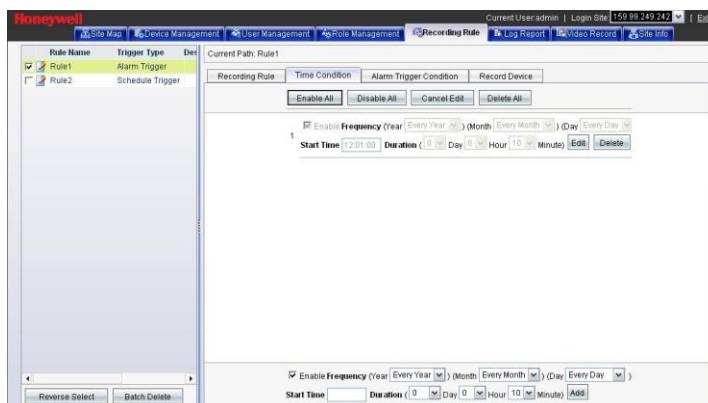 Honeywell
Current User:admin | Login Site: 159.99.249.242 [ Exi
Site Map Device Management User Management Role Management Recording Rule Log Report Video Record Site Info
Rule Name Trigger Type Des
Rule1 Alarm Trigger
Rule2 Schedule Trigger
Reverse Select Batch Delete
Current Path: Rule1
Recording Rule Time Condition Alarm Trigger Condition Record Device
Enable All Disable All Cancel Edit Delete All
1
Enable Frequency (Year Every Year ) (Month Every Month ) (Day Every Day
Start Time 12:01:00 Duration ( 0 Day 0 Hour 10 Minute) Edit Delete
Enable Frequency (Year Every Year ) (Month Every Month ) (Day Every Day )
Start Time Duration ( 0 Day 0 Hour 10 Minute) Add